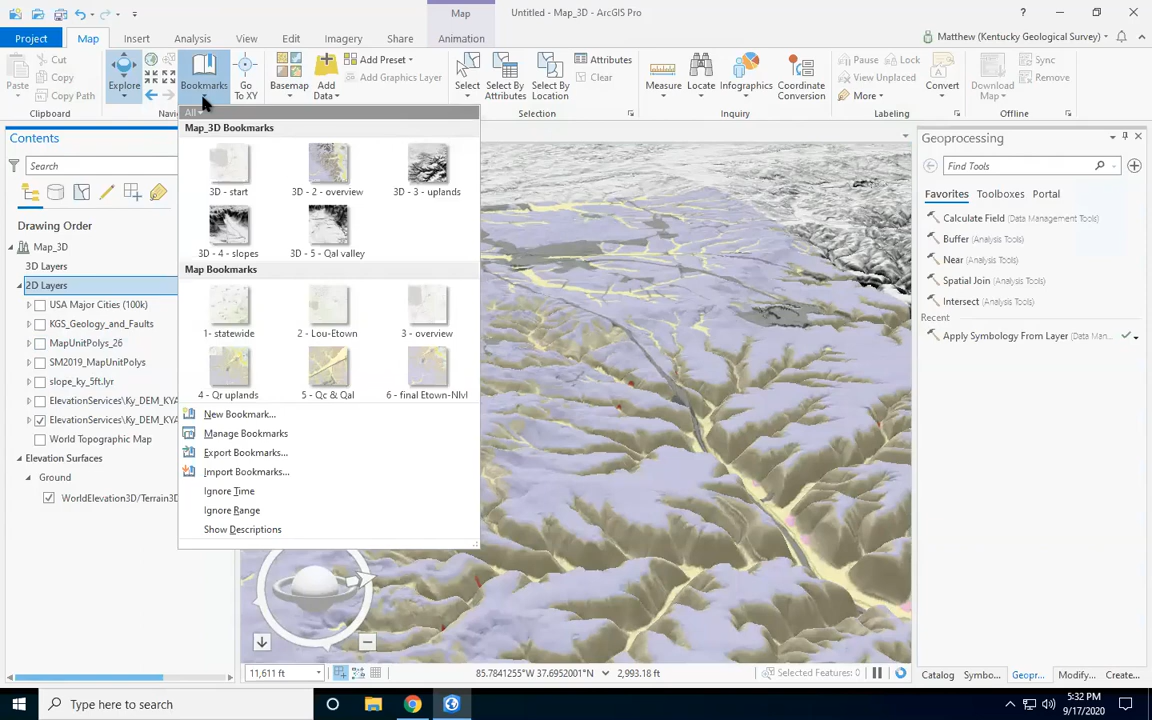 Map
Untitled - Map_3D - ArcGIS Pro
Project
Map
Insert
Analysis
View
Edit
Imagery
Share
Animation
Matthew (Kentucky Geological Survey)
Paste
Cut
Copy
Copy Path
Clipboard
Explore
Bookmarks
Go To XY
Basemap
Add Data
Add Preset
Add Graphics Layer
Select
Select By Attributes
Select By Location
Attributes
Clear
Selection
Measure
Locate
Infographics
Coordinate Conversion
Inquiry
Pause
Lock
View Unplaced
More
Convert
Labeling
Download Map
Sync
Remove
Offline
Contents
Search
Drawing Order
Map_3D
3D Layers
2D Layers
USA Major Cities (100k)
KGS_Geology_and_Faults
MapUnitPolys_26
SM2019_MapUnitPolys
slope_ky_5ft.lyr
ElevationServices\Ky_DEM_KYA
ElevationServices\Ky_DEM_KYA
World Topographic Map
Elevation Surfaces
Ground
WorldElevation3D/Terrain3D
All
Map_3D Bookmarks
3D - start
3D - 2 - overview
3D - 3 - uplands
3D - 4 - slopes
3D - 5 - Qal valley
Map Bookmarks
1- statewide
2 - Lou-Etown
3 - overview
4 - Qr uplands
5 - Qc & Qal
6 - final Etown-Nlvl
New Bookmark...
Manage Bookmarks
Export Bookmarks...
Import Bookmarks...
Ignore Time
Ignore Range
Show Descriptions
Geoprocessing
Find Tools
Favorites
Toolboxes
Portal
Calculate Field (Data Management Tools)
Buffer (Analysis Tools)
Near (Analysis Tools)
Spatial Join (Analysis Tools)
Intersect (Analysis Tools)
Recent
Apply Symbology From Layer (Data Man...
11,611 ft
85.7841255°W 37.6952001°N
2,993.18 ft
Selected Features: 0
Catalog
Symbo...
Geopr...
Modify...
Create...
Type here to search
5:32 PM
9/17/2020